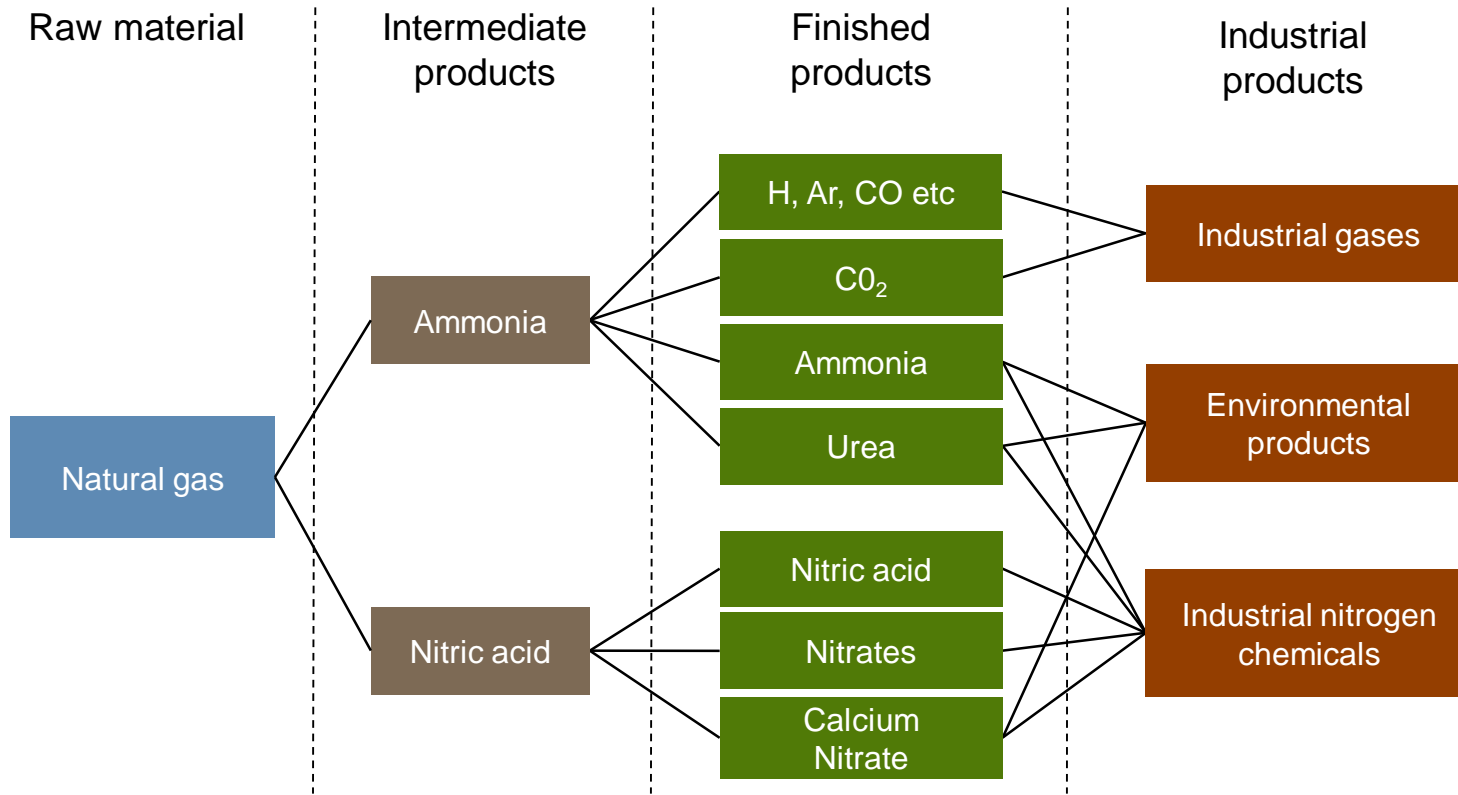 Raw material
Intermediate
products
Finished
products
Industrial
products
H, Ar, CO etc
Industrial gases
C0₂
Ammonia
Ammonia
Environmental
products
Urea
Natural gas
Nitric acid
Industrial nitrogen
chemicals
Nitric acid
Nitrates
Calcium
Nitrate